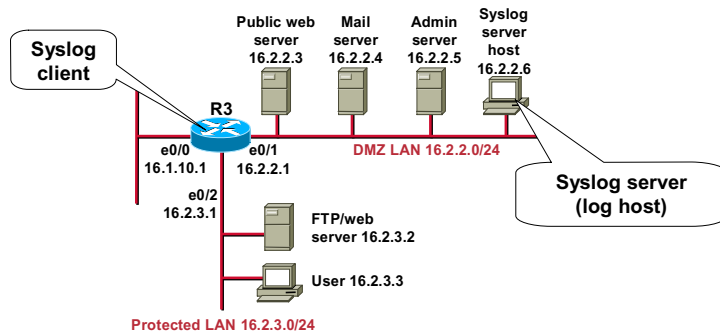 Public web
server
16.2.2.3
Mail
server
16.2.2.4
Admin
server
16.2.2.5
Syslog
server
host
16.2.2.6
Syslog
client
R3
e0/0
16.1.10.1
e0/1
16.2.2.1
DMZ LAN 16.2.2.0/24
e0/2
16.2.3.1
Syslog server
(log host)
FTP/web
server 16.2.3.2
User 16.2.3.3
Protected LAN 16.2.3.0/24